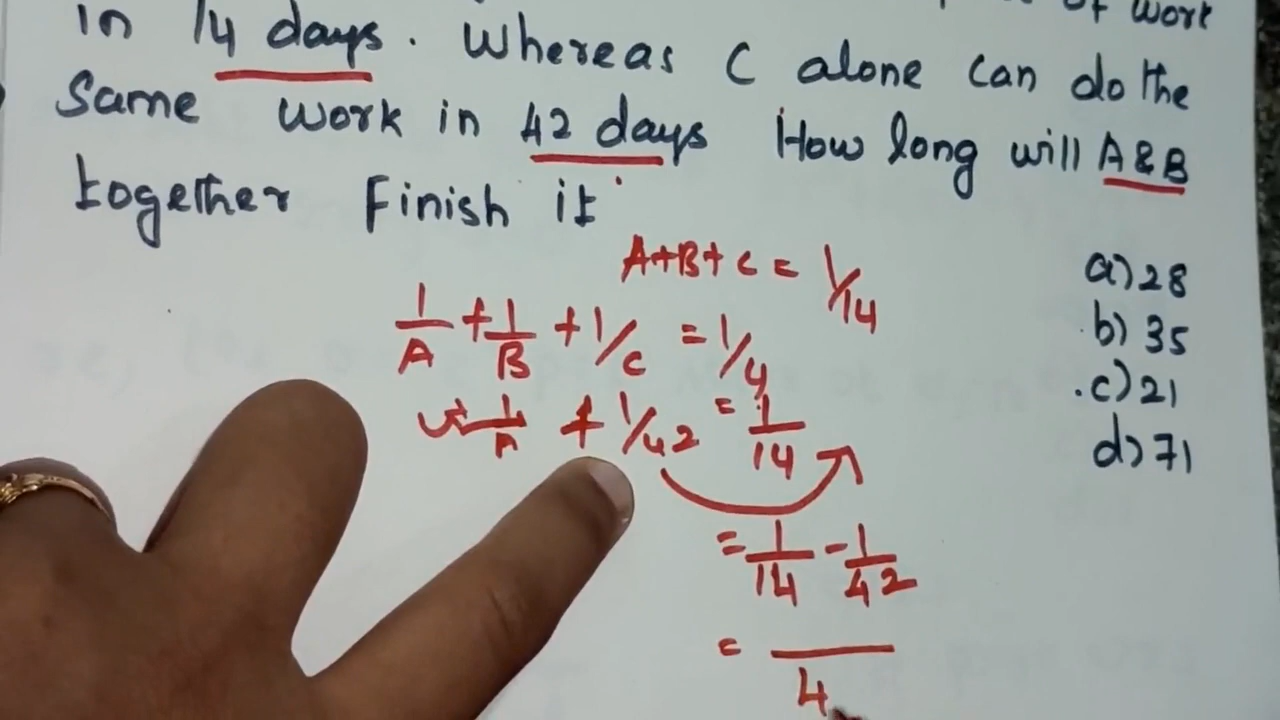 of work
in 14 days. Whereas C alone can do the
Same work in 42 days How long will A & B
together Finish it
A+B+C = 1/14
1/A + 1/B + 1/C = 1/4
+ 1/42 = 1/14
= 1/14 - 1/42
= 4
a) 28
b) 35
c) 21
d) 71